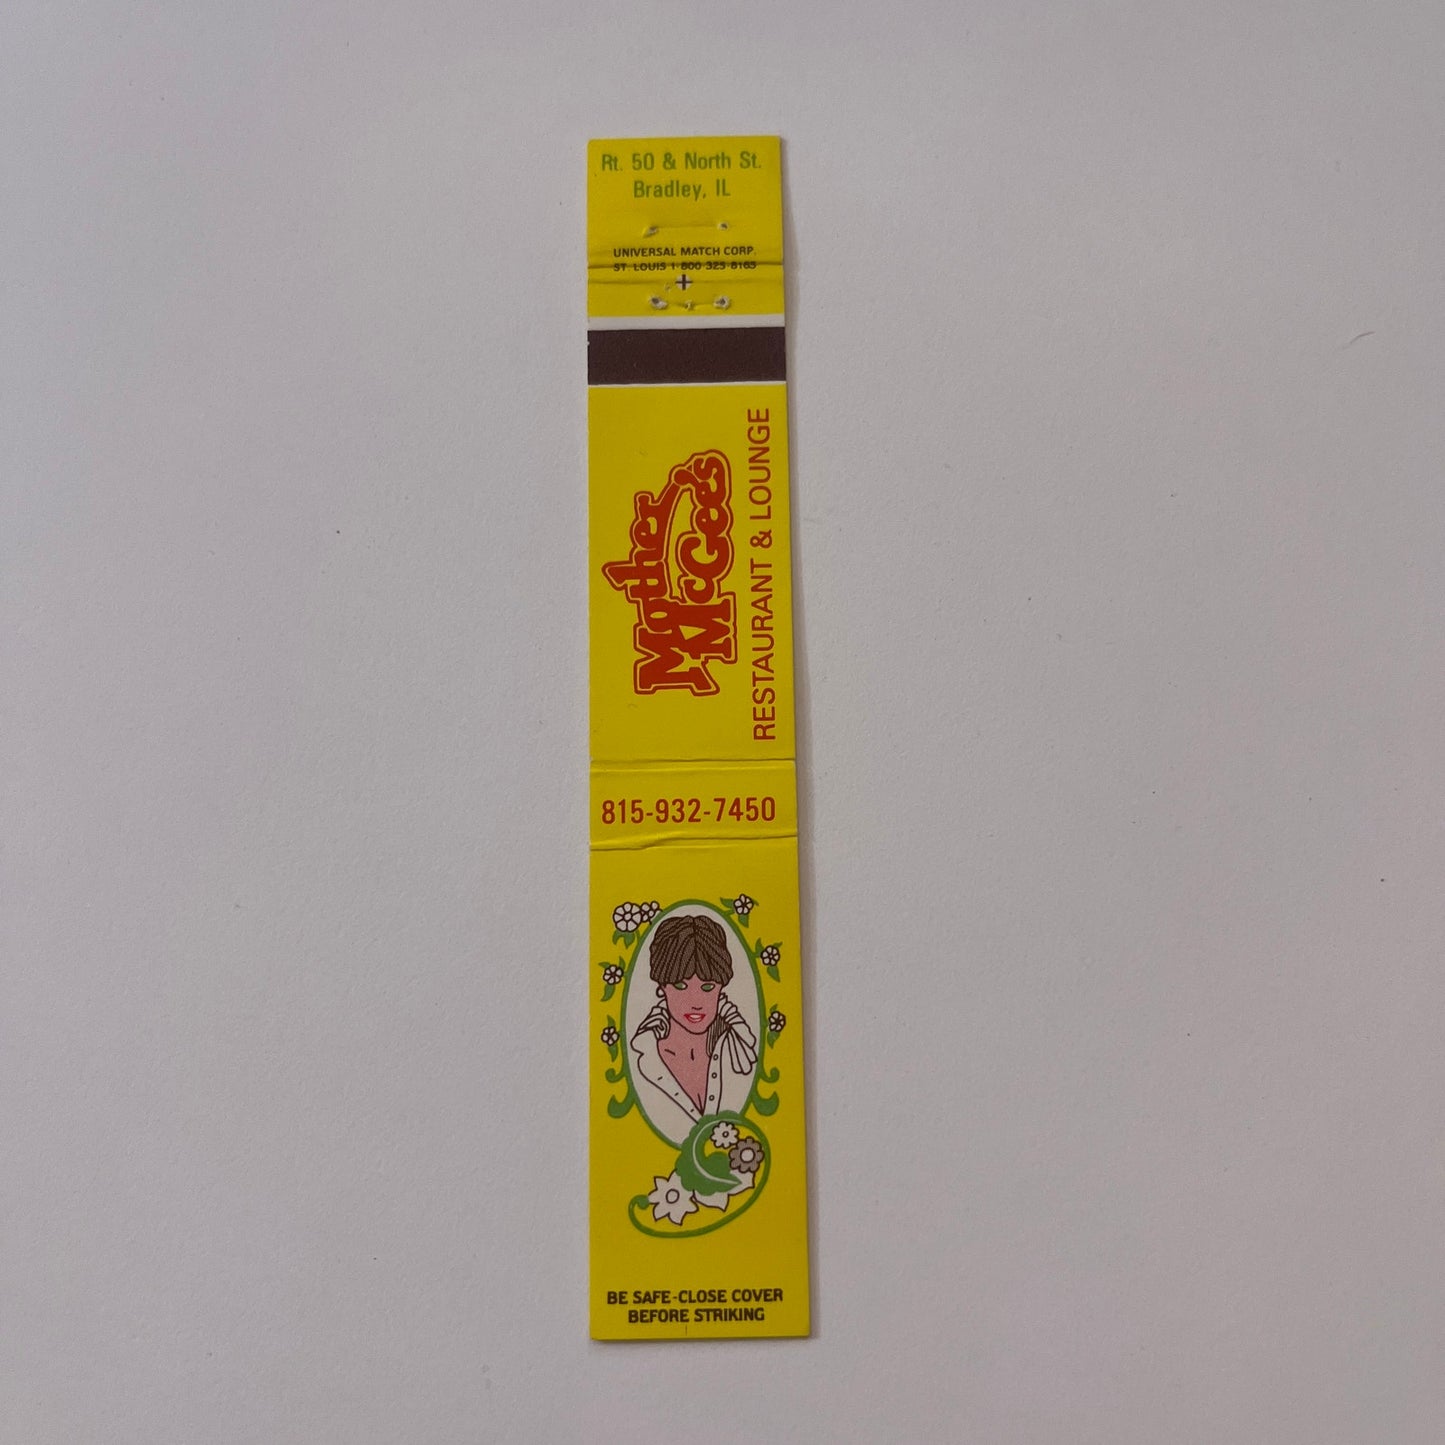 Rt. 50 & North St.
Bradley, IL
UNIVERSAL MATCH CORP.
ST. LOUIS 1-800 325-8165
Mother
McGee's
RESTAURANT & LOUNGE
815-932-7450
BE SAFE-CLOSE COVER
BEFORE STRIKING